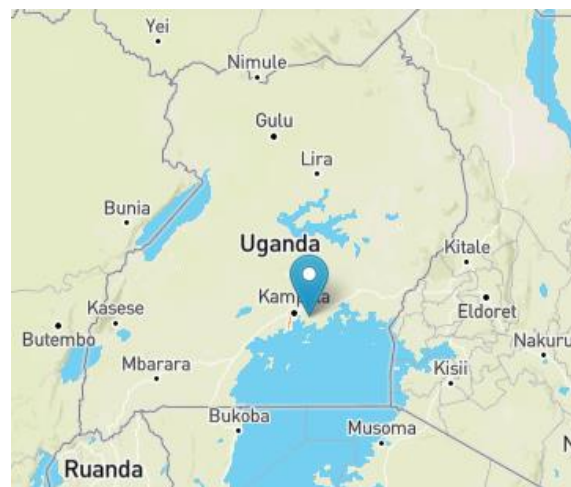 Yei
Nimule
Gulu
Lira
Bunia
Uganda
Kitale
Kasese
Eldoret
Butembo
Nakuru
Mbarara
Kisii
Bukoba
Musoma
Ruanda